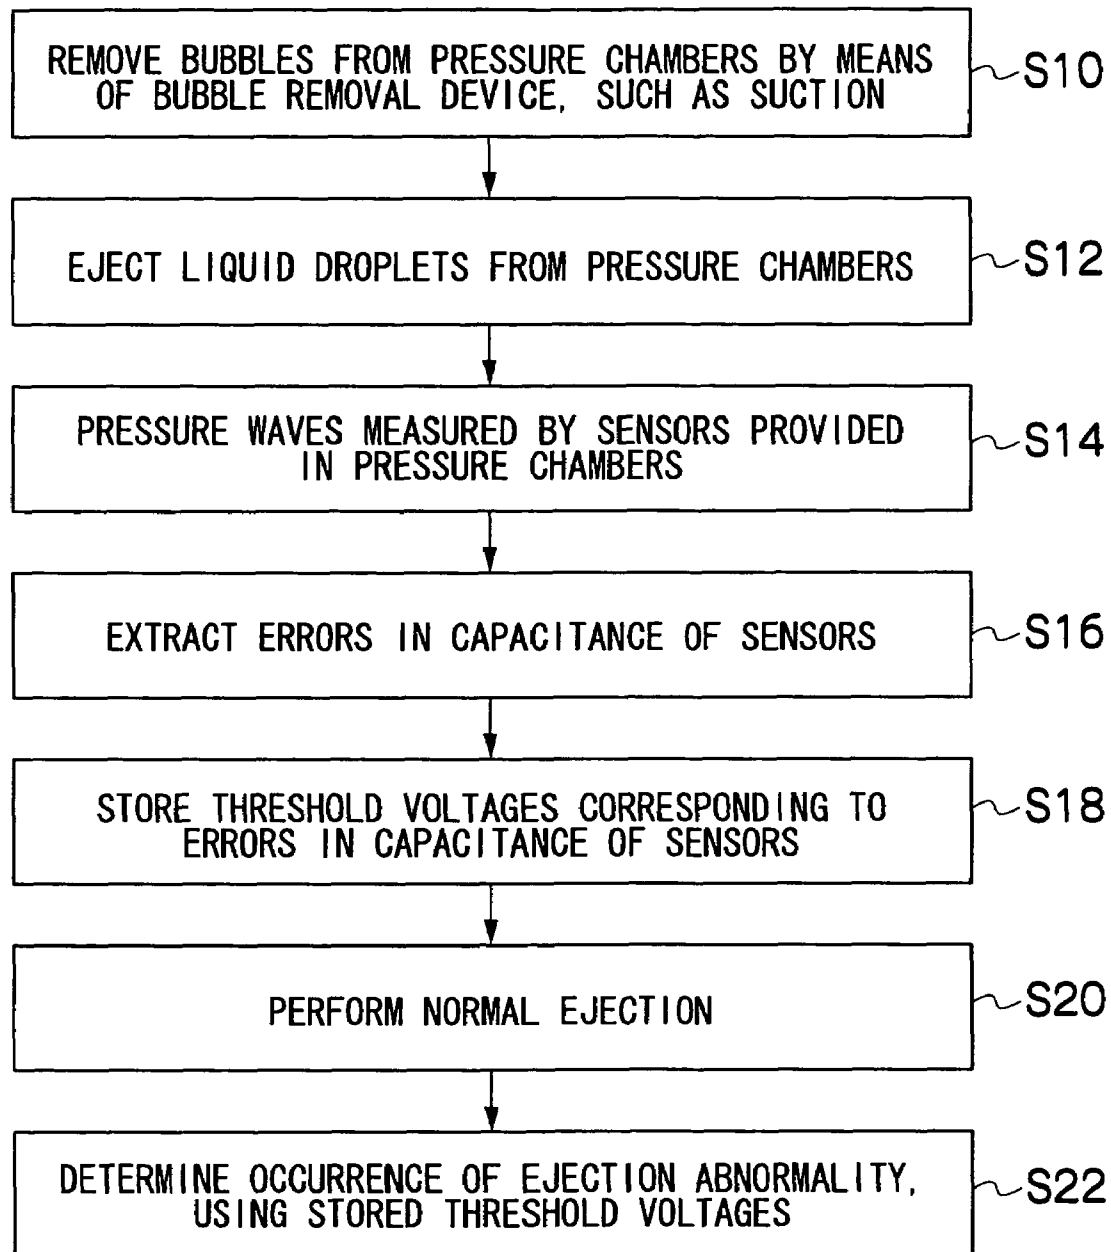 REMOVE BUBBLES FROM PRESSURE CHAMBERS BY MEANS
OF BUBBLE REMOVAL DEVICE, SUCH AS SUCTION
S10
EJECT LIQUID DROPLETS FROM PRESSURE CHAMBERS
S12
PRESSURE WAVES MEASURED BY SENSORS PROVIDED
IN PRESSURE CHAMBERS
S14
EXTRACT ERRORS IN CAPACITANCE OF SENSORS
S16
STORE THRESHOLD VOLTAGES CORRESPONDING TO
ERRORS IN CAPACITANCE OF SENSORS
S18
PERFORM NORMAL EJECTION
S20
DETERMINE OCCURRENCE OF EJECTION ABNORMALITY,
USING STORED THRESHOLD VOLTAGES
S22